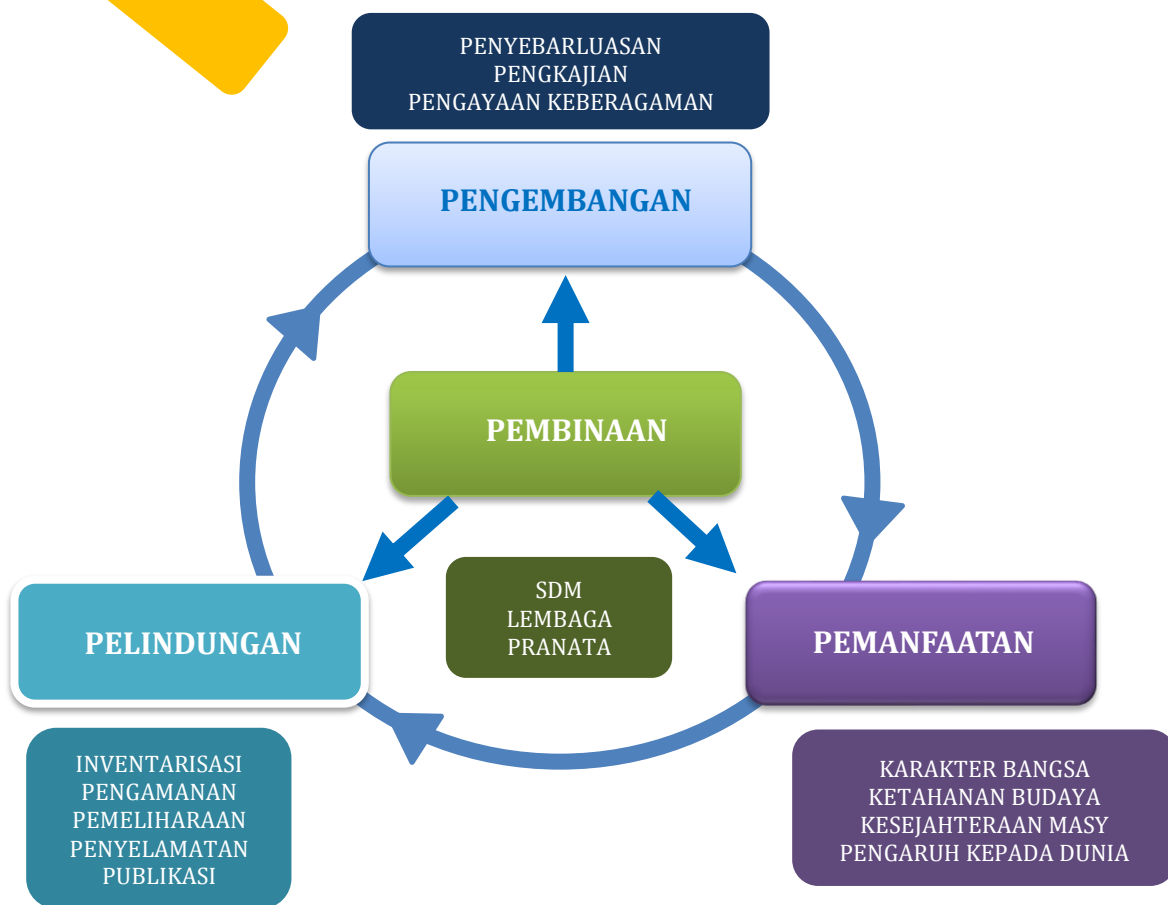 PENYEBARLUASAN
PENGKAJIAN
PENGAYAAN KEBERAGAMAN
PENGEMBANGAN
PEMBINAAN
SDM
LEMBAGA
PRANATA
PELINDUNGAN
PEMANFAATAN
INVENTARISASI
PENGAMANAN
PEMELIHARAAN
PENYELAMATAN
PUBLIKASI
KARAKTER BANGSA
KETAHANAN BUDAYA
KESEJAHTERAAN MASY
PENGARUH KEPADA DUNIA